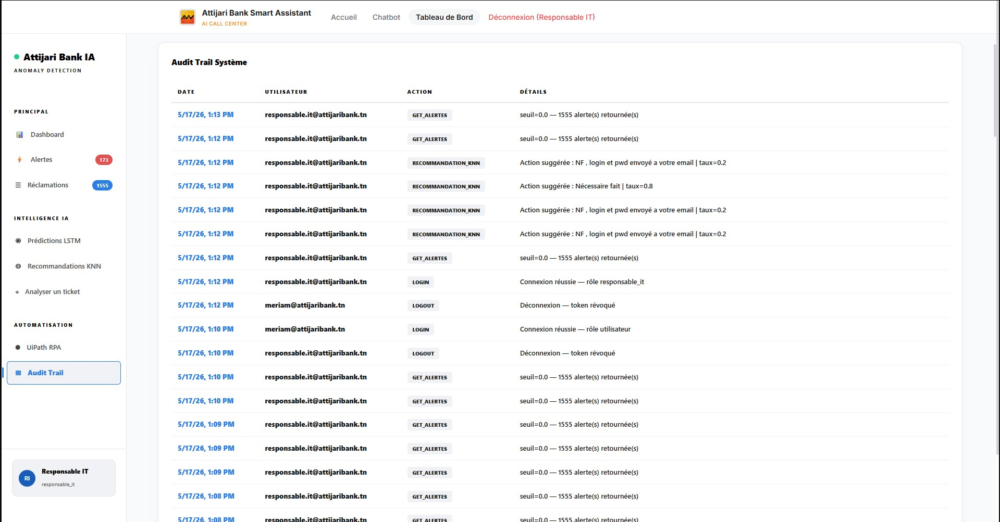 Attijari Bank Smart Assistant
AI CALL CENTER
Accueil
Chatbot
Tableau de Bord
Déconnexion (Responsable IT)
Attijari Bank IA
ANOMALY DETECTION
PRINCIPAL
Dashboard
Alertes 173
Réclamations 1555
INTELLIGENCE IA
Prédictions LSTM
Recommandations KNN
Analyser un ticket
AUTOMATISATION
UiPath RPA
Audit Trail
RI
Responsable IT
responsable_it
Audit Trail Système
DATE UTILISATEUR ACTION DÉTAILS
5/17/26, 1:13 PM responsable.it@attijaribank.tn GET_ALERTES seuil=0.0 — 1555 alerte(s) retournée(s)
5/17/26, 1:12 PM responsable.it@attijaribank.tn GET_ALERTES seuil=0.0 — 1555 alerte(s) retournée(s)
5/17/26, 1:12 PM responsable.it@attijaribank.tn RECOMMANDATION_KNN Action suggérée : NF , login et pwd envoyé a votre email | taux=0.2
5/17/26, 1:12 PM responsable.it@attijaribank.tn RECOMMANDATION_KNN Action suggérée : Nécessaire fait | taux=0.8
5/17/26, 1:12 PM responsable.it@attijaribank.tn RECOMMANDATION_KNN Action suggérée : NF , login et pwd envoyé a votre email | taux=0.2
5/17/26, 1:12 PM responsable.it@attijaribank.tn RECOMMANDATION_KNN Action suggérée : NF , login et pwd envoyé a votre email | taux=0.2
5/17/26, 1:12 PM responsable.it@attijaribank.tn GET_ALERTES seuil=0.0 — 1555 alerte(s) retournée(s)
5/17/26, 1:12 PM responsable.it@attijaribank.tn LOGIN Connexion réussie — rôle responsable_it
5/17/26, 1:12 PM meriam@attijaribank.tn LOGOUT Déconnexion — token révoqué
5/17/26, 1:10 PM meriam@attijaribank.tn LOGIN Connexion réussie — rôle utilisateur
5/17/26, 1:10 PM responsable.it@attijaribank.tn LOGOUT Déconnexion — token révoqué
5/17/26, 1:10 PM responsable.it@attijaribank.tn GET_ALERTES seuil=0.0 — 1555 alerte(s) retournée(s)
5/17/26, 1:10 PM responsable.it@attijaribank.tn GET_ALERTES seuil=0.0 — 1555 alerte(s) retournée(s)
5/17/26, 1:09 PM responsable.it@attijaribank.tn GET_ALERTES seuil=0.0 — 1555 alerte(s) retournée(s)
5/17/26, 1:09 PM responsable.it@attijaribank.tn GET_ALERTES seuil=0.0 — 1555 alerte(s) retournée(s)
5/17/26, 1:09 PM responsable.it@attijaribank.tn GET_ALERTES seuil=0.0 — 1555 alerte(s) retournée(s)
5/17/26, 1:08 PM responsable.it@attijaribank.tn GET_ALERTES seuil=0.0 — 1555 alerte(s) retournée(s)
5/17/26, 1:08 PM responsable.it@attijaribank.tn GET_ALERTES seuil=0.0 — 1555 alerte(s) retournée(s)